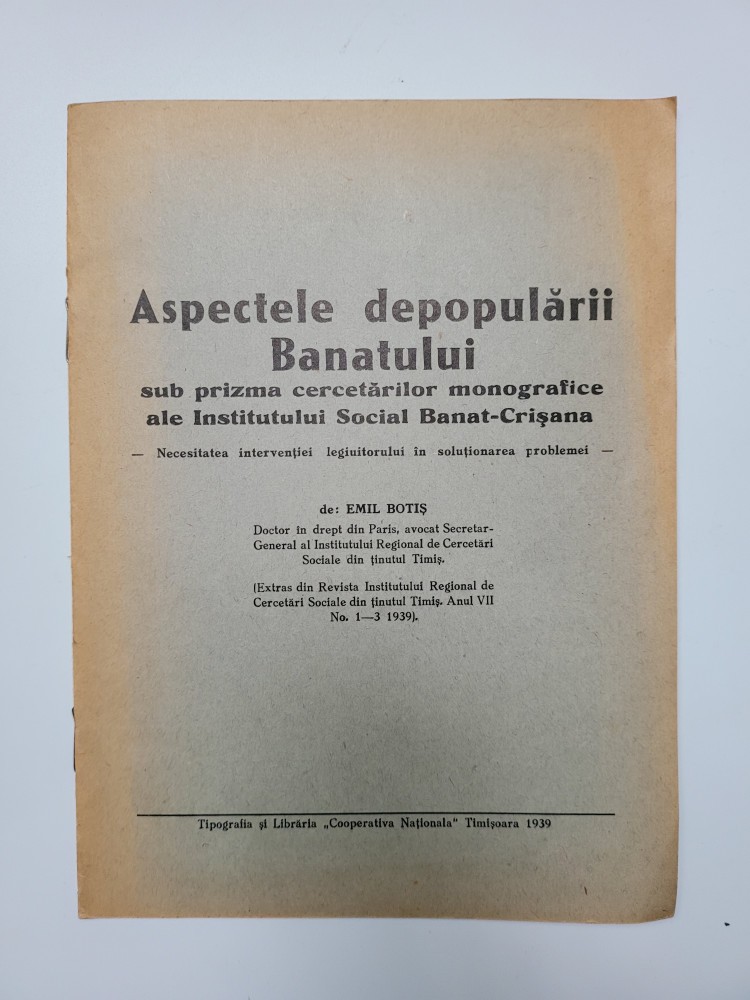 Aspectele depopulării
Banatului
sub prizma cercetărilor monografice
ale Institutului Social Banat-Crişana
— Necesitatea intervenţiei legiuitorului în soluţionarea problemei —
de: EMIL BOTIŞ
Doctor în drept din Paris, avocat Secretar-
General al Institutului Regional de Cercetări
Sociale din ţinutul Timiş.
(Extras din Revista Institutului Regional de
Cercetări Sociale din ţinutul Timiş. Anul VII
No. 1—3 1939).
Tipografia şi Librăria „Cooperativa Naţionala" Timişoara 1939